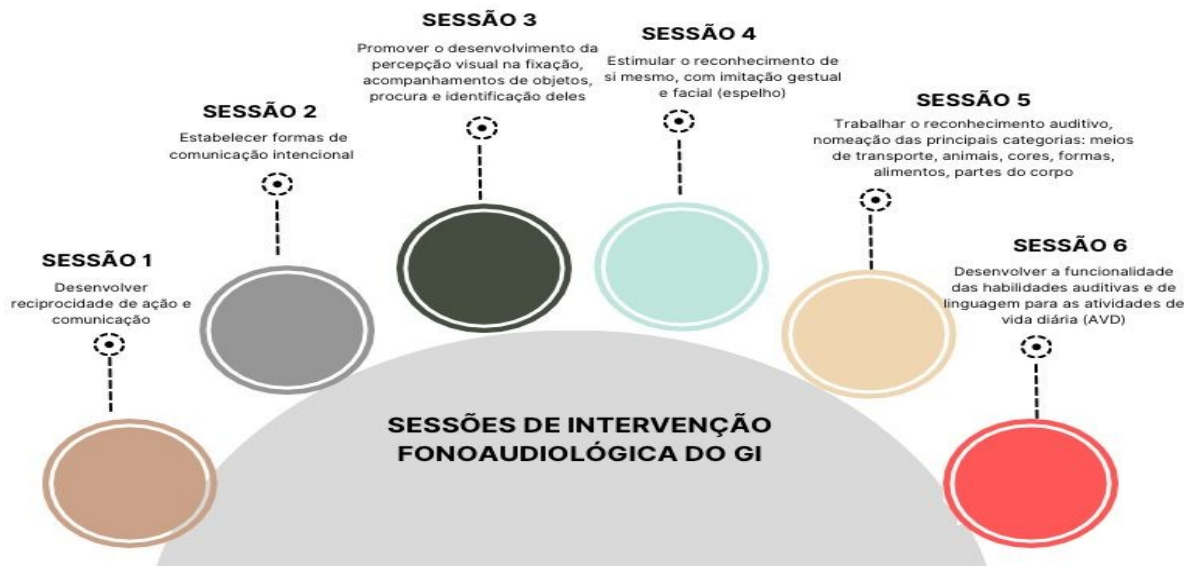 SESSÃO 1
Desenvolver
reciprocidade de ação e
comunicação
SESSÃO 2
Estabelecer formas de
comunicação intencional
SESSÃO 3
Promover o desenvolvimento da
percepção visual na fixação,
acompanhamentos de objetos,
procura e identificação deles
SESSÃO 4
Estimular o reconhecimento de
si mesmo, com imitação gestual
e facial (espelho)
SESSÃO 5
Trabalhar o reconhecimento auditivo,
nomeação das principais categorias: meios
de transporte, animais, cores, formas,
alimentos, partes do corpo
SESSÃO 6
Desenvolver a funcionalidade
das habilidades auditivas e de
linguagem para as atividades de
vida diária (AVD)
SESSÕES DE INTERVENÇÃO
FONOAUDIOLÓGICA DO GI